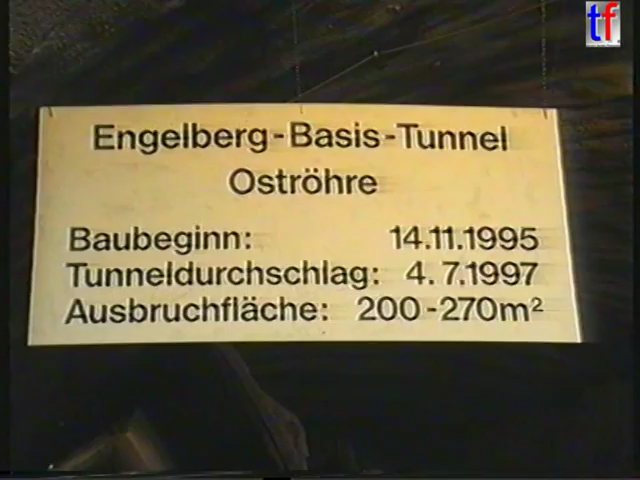 tf
Engelberg-Basis-Tunnel
Oströhre
Baubeginn: 14.11.1995
Tunneldurchschlag: 4.7.1997
Ausbruchfläche: 200-270m²